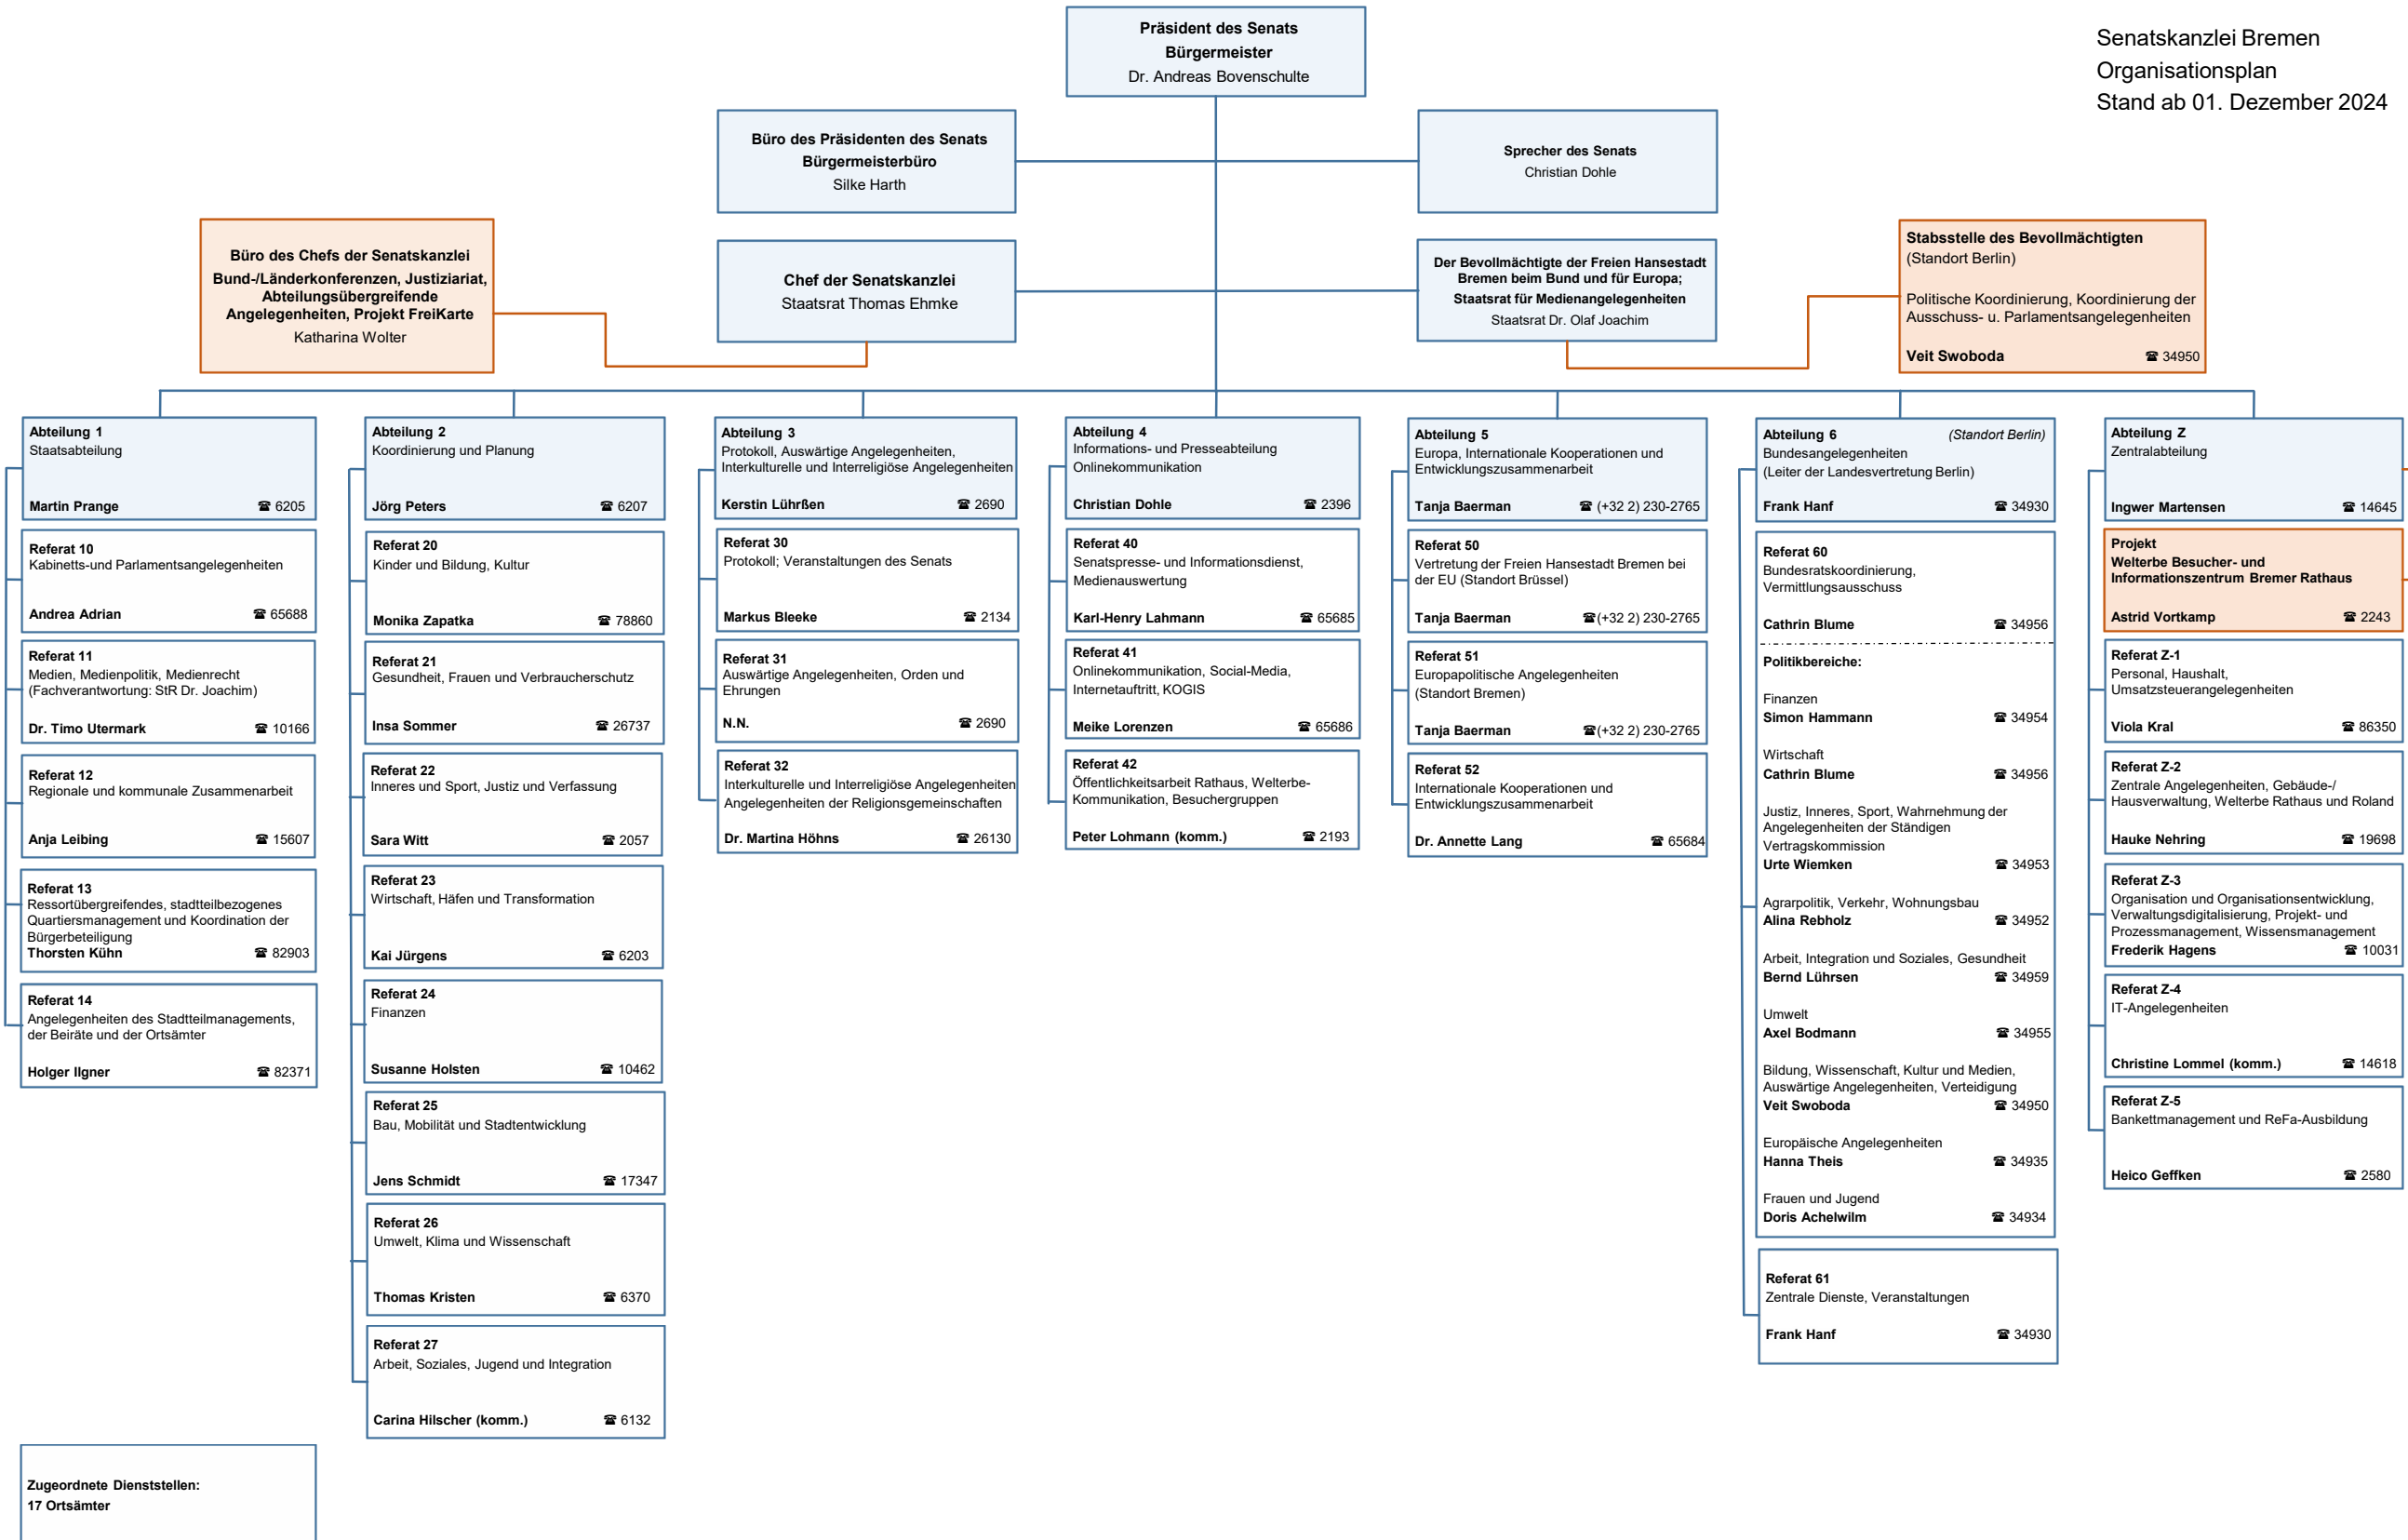 Senatskanzlei Bremen
Organisationsplan
Stand ab 01. Dezember 2024
Präsident des Senats
Bürgermeister
Dr. Andreas Bovenschulte
Büro des Präsidenten des Senats
Bürgermeisterbüro
Silke Harth
Sprecher des Senats
Christian Dohle
Büro des Chefs der Senatskanzlei
Bund-/Länderkonferenzen, Justiziariat,
Abteilungsübergreifende
Angelegenheiten, Projekt FreiKarte
Katharina Wolter
Chef der Senatskanzlei
Staatsrat Thomas Ehmke
Der Bevollmächtigte der Freien Hansestadt
Bremen beim Bund und für Europa;
Staatsrat für Medienangelegenheiten
Staatsrat Dr. Olaf Joachim
Stabsstelle des Bevollmächtigten
(Standort Berlin)
Politische Koordinierung, Koordinierung der
Ausschuss- u. Parlamentsangelegenheiten
Veit Swoboda ☎ 34950
Abteilung 1
Staatsabteilung
Martin Prange ☎ 6205
Referat 10
Kabinetts-und Parlamentsangelegenheiten
Andrea Adrian ☎ 65688
Referat 11
Medien, Medienpolitik, Medienrecht
(Fachverantwortung: StR Dr. Joachim)
Dr. Timo Utermark ☎ 10166
Referat 12
Regionale und kommunale Zusammenarbeit
Anja Leibing ☎ 15607
Referat 13
Ressortübergreifendes, stadtteilbezogenes
Quartiersmanagement und Koordination der
Bürgerbeteiligung
Thorsten Kühn ☎ 82903
Referat 14
Angelegenheiten des Stadtteilmanagements,
der Beiräte und der Ortsämter
Holger Ilgner ☎ 82371
Zugeordnete Dienststellen:
17 Ortsämter
Abteilung 2
Koordinierung und Planung
Jörg Peters ☎ 6207
Referat 20
Kinder und Bildung, Kultur
Monika Zapatka ☎ 78860
Referat 21
Gesundheit, Frauen und Verbraucherschutz
Insa Sommer ☎ 26737
Referat 22
Inneres und Sport, Justiz und Verfassung
Sara Witt ☎ 2057
Referat 23
Wirtschaft, Häfen und Transformation
Kai Jürgens ☎ 6203
Referat 24
Finanzen
Susanne Holsten ☎ 10462
Referat 25
Bau, Mobilität und Stadtentwicklung
Jens Schmidt ☎ 17347
Referat 26
Umwelt, Klima und Wissenschaft
Thomas Kristen ☎ 6370
Referat 27
Arbeit, Soziales, Jugend und Integration
Carina Hilscher (komm.) ☎ 6132
Abteilung 3
Protokoll, Auswärtige Angelegenheiten,
Interkulturelle und Interreligiöse Angelegenheiten
Kerstin Lührßen ☎ 2690
Referat 30
Protokoll; Veranstaltungen des Senats
Markus Bleeke ☎ 2134
Referat 31
Auswärtige Angelegenheiten, Orden und
Ehrungen
N.N. ☎ 2690
Referat 32
Interkulturelle und Interreligiöse Angelegenheiten
Angelegenheiten der Religionsgemeinschaften
Dr. Martina Höhns ☎ 26130
Abteilung 4
Informations- und Presseabteilung
Onlinekommunikation
Christian Dohle ☎ 2396
Referat 40
Senatspresse- und Informationsdienst,
Medienauswertung
Karl-Henry Lahmann ☎ 65685
Referat 41
Onlinekommunikation, Social-Media,
Internetauftritt, KOGIS
Meike Lorenzen ☎ 65686
Referat 42
Öffentlichkeitsarbeit Rathaus, Welterbe-
Kommunikation, Besuchergruppen
Peter Lohmann (komm.) ☎ 2193
Abteilung 5
Europa, Internationale Kooperationen und
Entwicklungszusammenarbeit
Tanja Baerman ☎ (+32 2) 230-2765
Referat 50
Vertretung der Freien Hansestadt Bremen bei
der EU (Standort Brüssel)
Tanja Baerman ☎(+32 2) 230-2765
Referat 51
Europapolitische Angelegenheiten
(Standort Bremen)
Tanja Baerman ☎(+32 2) 230-2765
Referat 52
Internationale Kooperationen und
Entwicklungszusammenarbeit
Dr. Annette Lang ☎ 65684
Abteilung 6 (Standort Berlin)
Bundesangelegenheiten
(Leiter der Landesvertretung Berlin)
Frank Hanf ☎ 34930
Referat 60
Bundesratskoordinierung,
Vermittlungsausschuss
Cathrin Blume ☎ 34956
Politikbereiche:
Finanzen
Simon Hammann ☎ 34954
Wirtschaft
Cathrin Blume ☎ 34956
Justiz, Inneres, Sport, Wahrnehmung der
Angelegenheiten der Ständigen
Vertragskommission
Urte Wiemken ☎ 34953
Agrarpolitik, Verkehr, Wohnungsbau
Alina Rebholz ☎ 34952
Arbeit, Integration und Soziales, Gesundheit
Bernd Lührsen ☎ 34959
Umwelt
Axel Bodmann ☎ 34955
Bildung, Wissenschaft, Kultur und Medien,
Auswärtige Angelegenheiten, Verteidigung
Veit Swoboda ☎ 34950
Europäische Angelegenheiten
Hanna Theis ☎ 34935
Frauen und Jugend
Doris Achelwilm ☎ 34934
Referat 61
Zentrale Dienste, Veranstaltungen
Frank Hanf ☎ 34930
Abteilung Z
Zentralabteilung
Ingwer Martensen ☎ 14645
Projekt
Welterbe Besucher- und
Informationszentrum Bremer Rathaus
Astrid Vortkamp ☎ 2243
Referat Z-1
Personal, Haushalt,
Umsatzsteuerangelegenheiten
Viola Kral ☎ 86350
Referat Z-2
Zentrale Angelegenheiten, Gebäude-/
Hausverwaltung, Welterbe Rathaus und Roland
Hauke Nehring ☎ 19698
Referat Z-3
Organisation und Organisationsentwicklung,
Verwaltungsdigitalisierung, Projekt- und
Prozessmanagement, Wissensmanagement
Frederik Hagens ☎ 10031
Referat Z-4
IT-Angelegenheiten
Christine Lommel (komm.) ☎ 14618
Referat Z-5
Bankettmanagement und ReFa-Ausbildung
Heico Geffken ☎ 2580